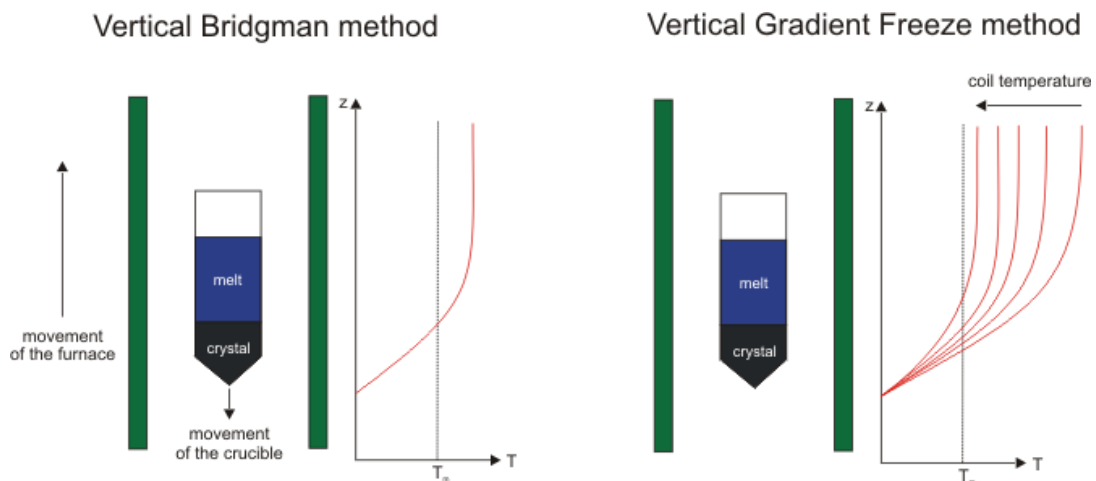 Vertical Bridgman method
Vertical Gradient Freeze method
coil temperature
z
z
melt
melt
movement
of the furnace
crystal
crystal
movement
of the crucible
T
T
T
T